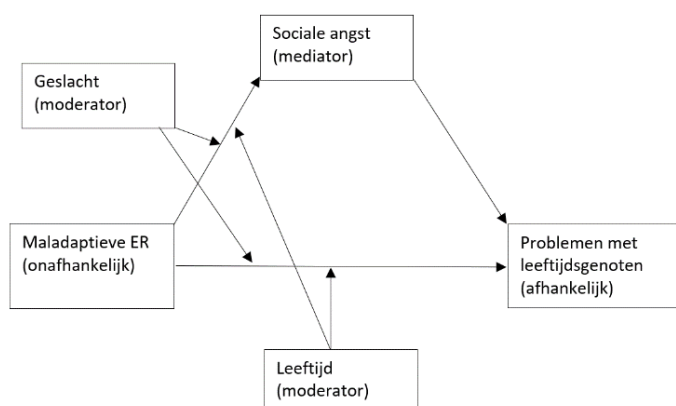 Sociale angst
(mediator)
Geslacht
(moderator)
Maladaptieve ER
(onafhankelijk)
Problemen met
leeftijdsgenoten
(afhankelijk)
Leeftijd
(moderator)